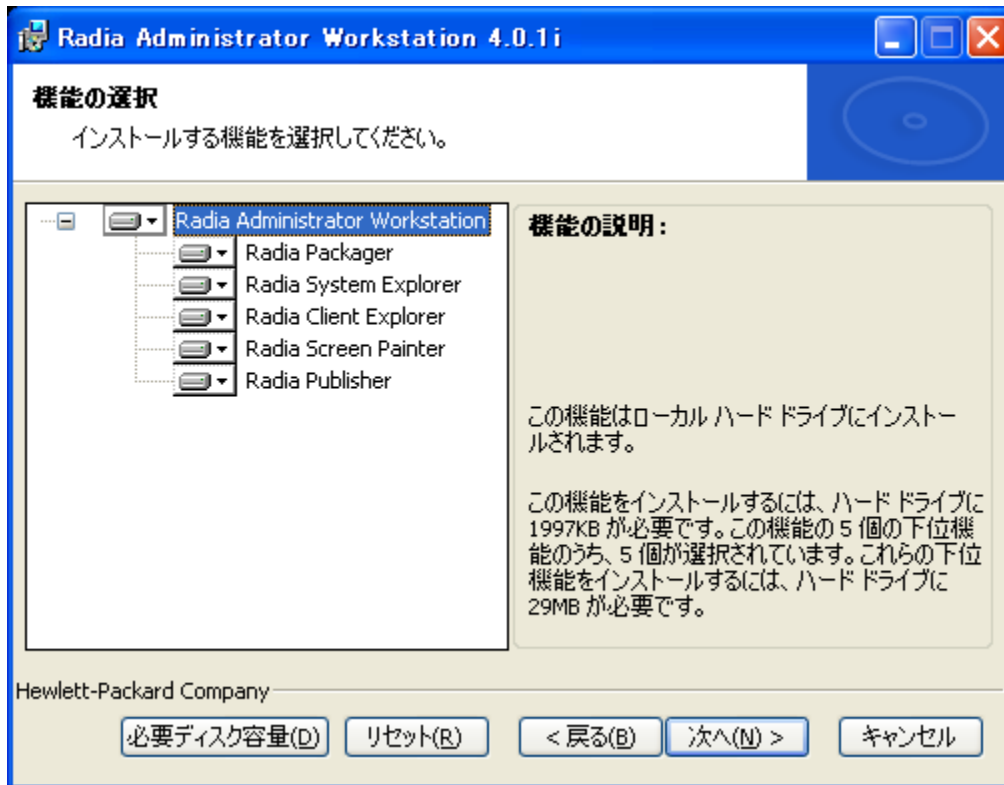 Radia Administrator Workstation 4.0.1i
機能の選択
インストールする機能を選択してください。
Radia Administrator Workstation
Radia Packager
Radia System Explorer
Radia Client Explorer
Radia Screen Painter
Radia Publisher
機能の説明:
この機能はローカル ハード ドライブにインストー
ルされます。
この機能をインストールするには、ハード ドライブに
1997KB が必要です。この機能の 5 個の下位機
能のうち、5 個が選択されています。これらの下位
機能をインストールするには、ハード ドライブに
29MB が必要です。
Hewlett-Packard Company
必要ディスク容量(D)
リセット(R)
< 戻る(B)
次へ(N) >
キャンセル